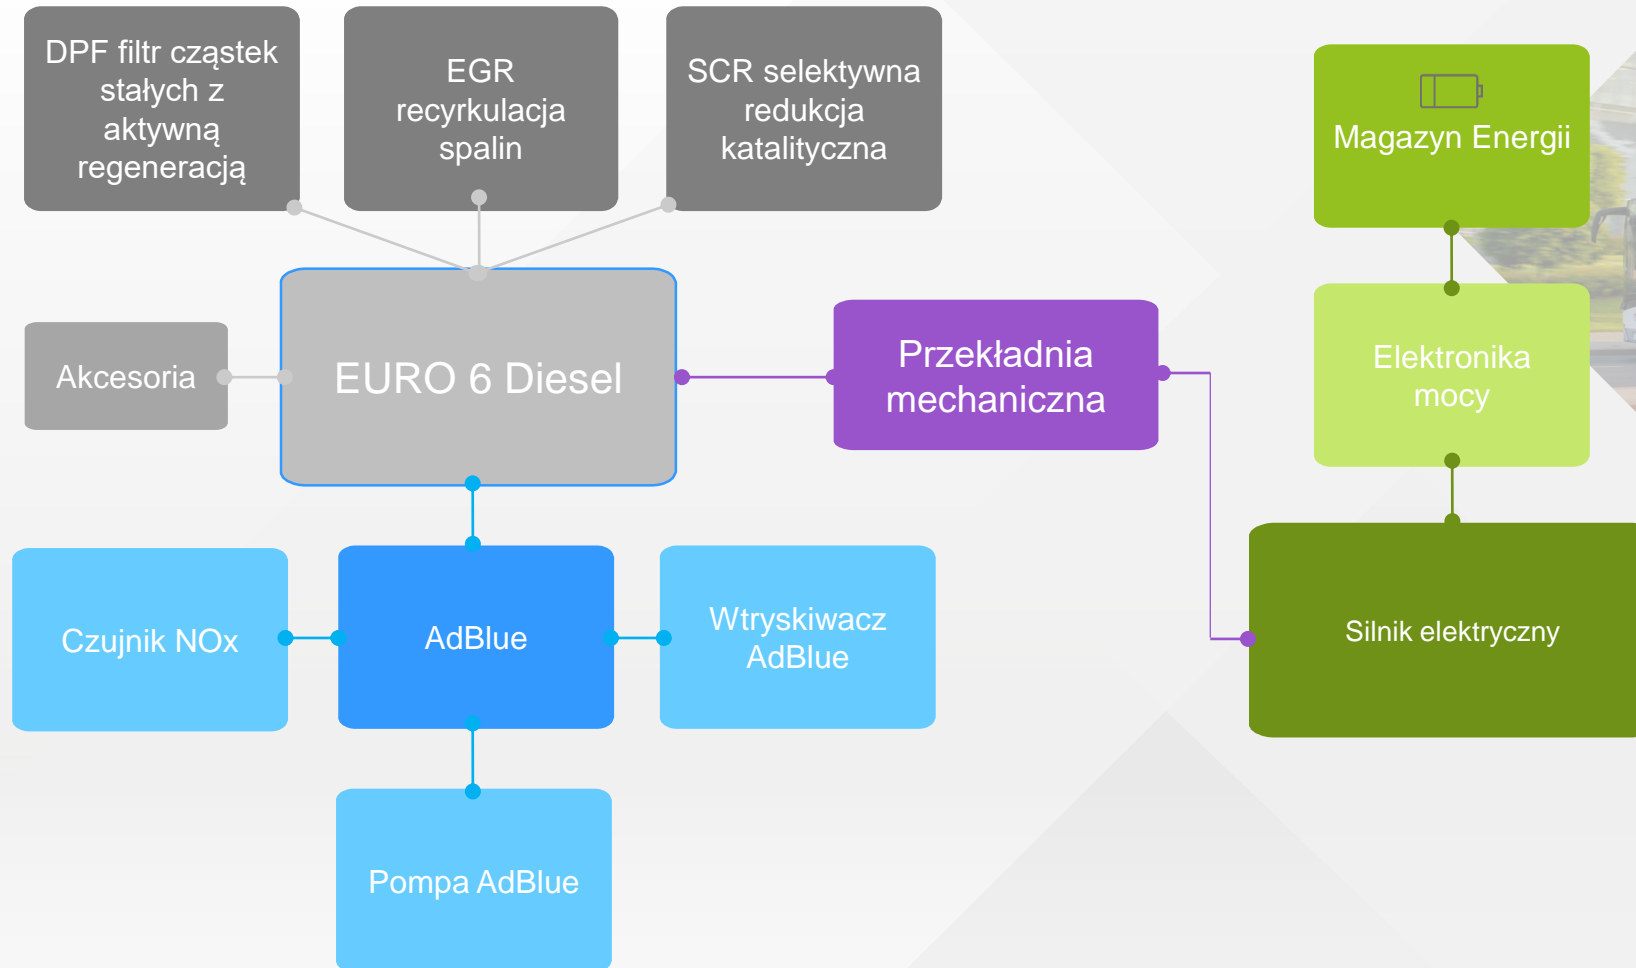 DPF filtr cząstek
stałych z
aktywną
regeneracją
EGR
recyrkulacja
spalin
SCR selektywna
redukcja
katalityczna
Magazyn Energii
Akcesoria
EURO 6 Diesel
Przekładnia
mechaniczna
Elektronika
mocy
Czujnik NOx
AdBlue
Wtryskiwacz
AdBlue
Silnik elektryczny
Pompa AdBlue